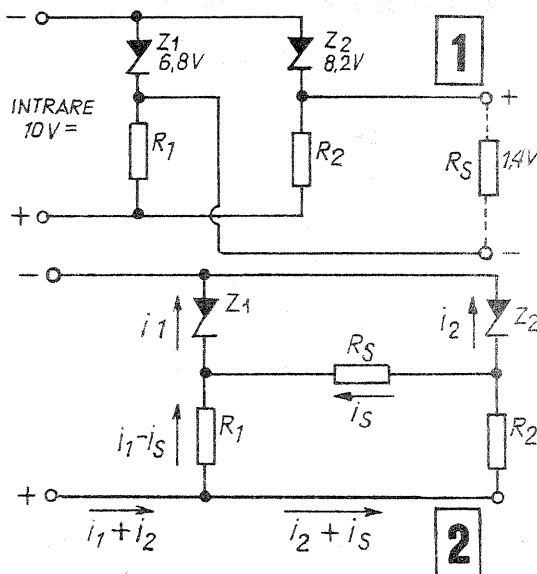 −
Z1
6,8V
Z2
8,2V
1
INTRARE
10V=
R1
R2
+
RS
1,4V
+
−
−
i1
Z1
i2
Z2
RS
iS
i1-iS
R1
R2
+
i1+i2
i2+iS
2